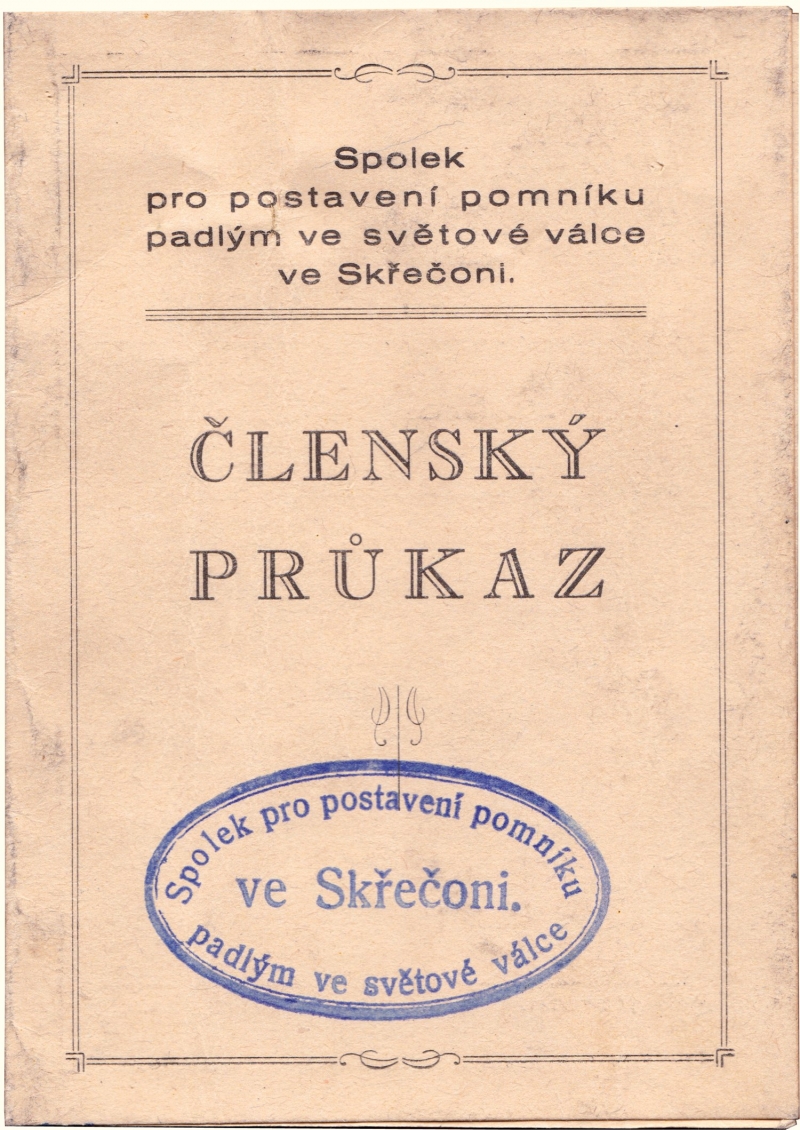 Spolek
pro postavení pomníku
padlým ve světové válce
ve Skřečoni.
ČLENSKÝ
PRŮKAZ
Spolek pro postavení pomníku
ve Skřečoni.
padlým ve světové válce